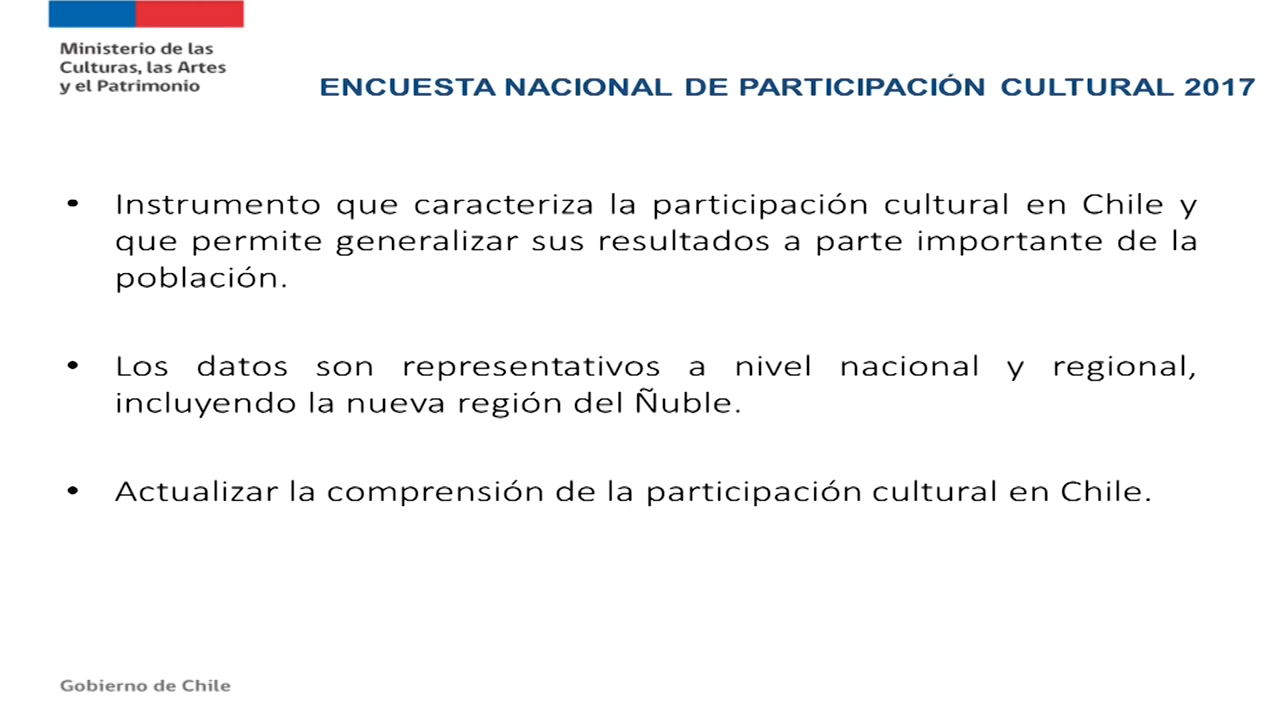 Ministerio de las
Culturas, las Artes
y el Patrimonio
ENCUESTA NACIONAL DE PARTICIPACIÓN CULTURAL 2017
• Instrumento que caracteriza la participación cultural en Chile y
que permite generalizar sus resultados a parte importante de la
población.
• Los datos son representativos a nivel nacional y regional,
incluyendo la nueva región del Ñuble.
• Actualizar la comprensión de la participación cultural en Chile.
Gobierno de Chile